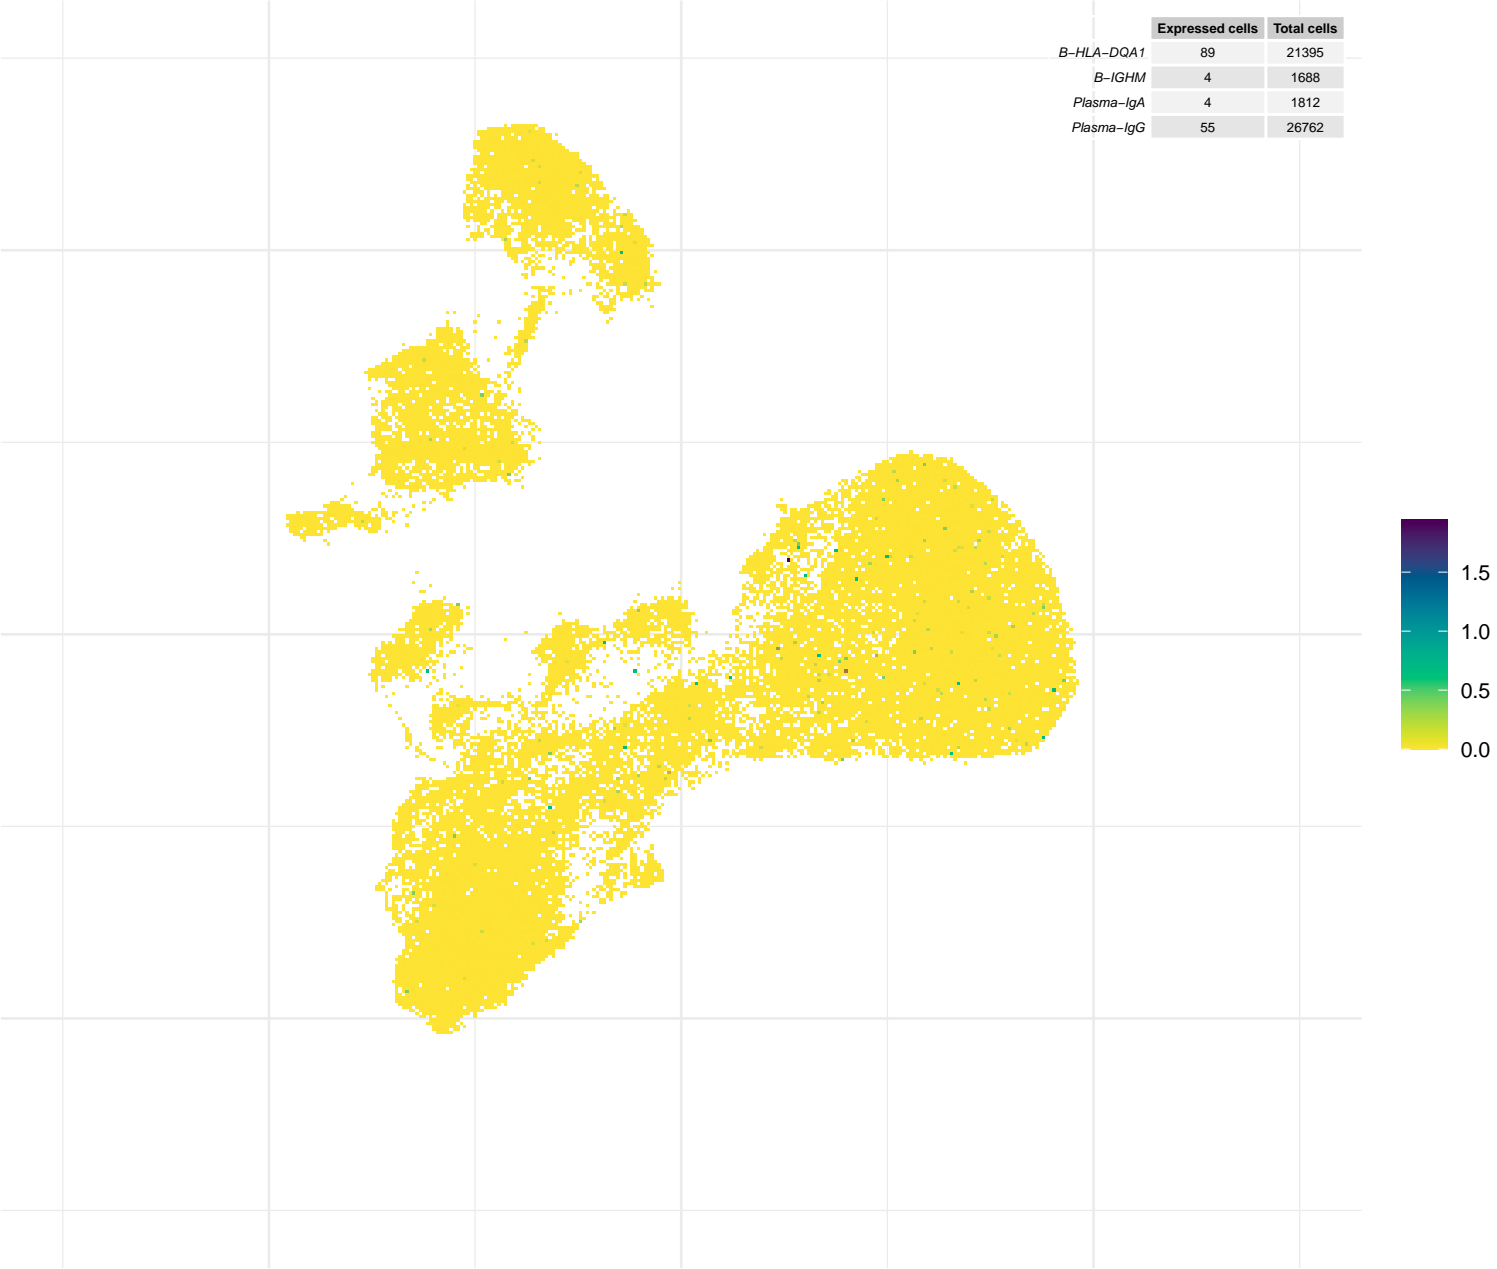 Expressed cells Total cells
B−HLA−DQA1 89 21395
B−IGHM 4 1688
Plasma−IgA 4 1812
Plasma−IgG 55 26762
1.5
1.0
0.5
0.0